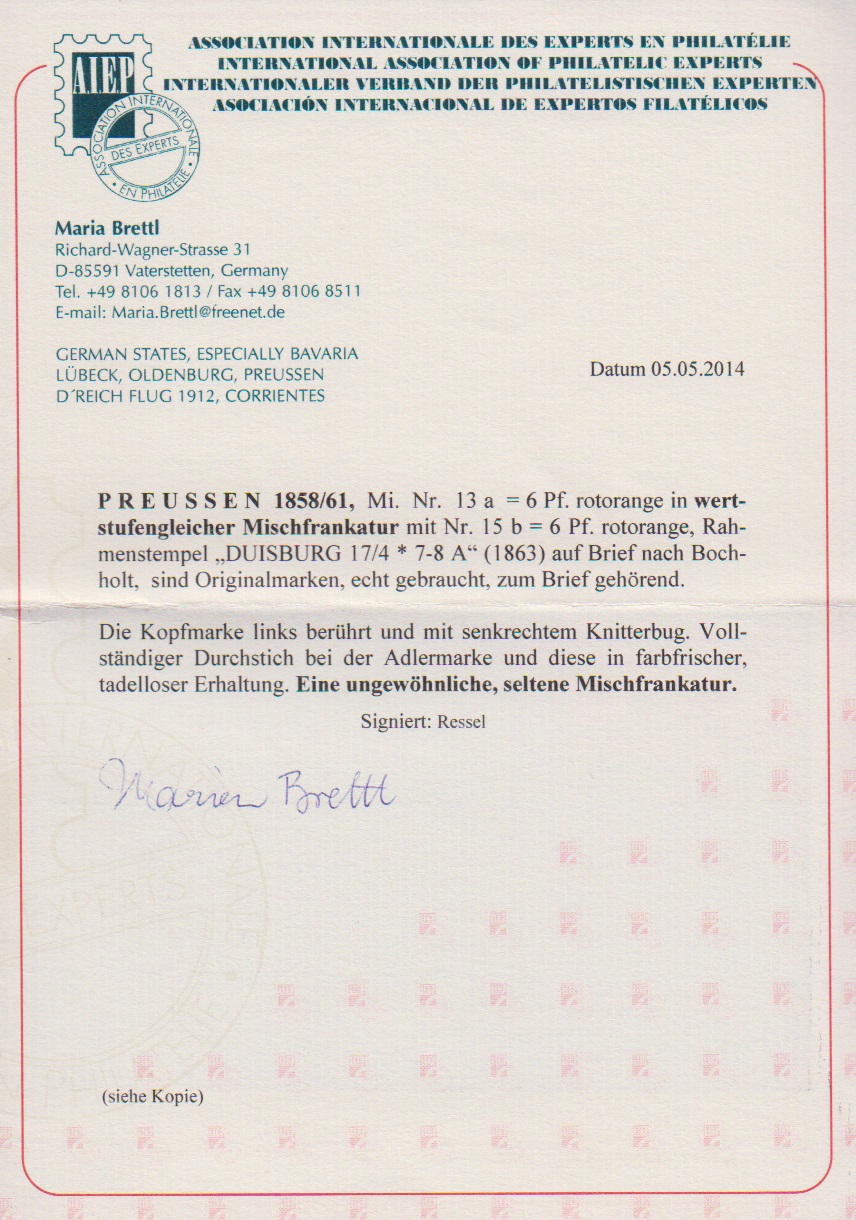 ASSOCIATION INTERNATIONALE DES EXPERTS EN PHILATÉLIE
INTERNATIONAL ASSOCIATION OF PHILATELIC EXPERTS
INTERNATIONALER VERBAND DER PHILATELISTISCHEN EXPERTEN
ASOCIACIÓN INTERNACIONAL DE EXPERTOS FILATÉLICOS
A.I.E.P
ASSOCIATION INTERNATIONALE
DES EXPERTS
• EN PHILATÉLIE •
Maria Brettl
Richard-Wagner-Strasse 31
D-85591 Vaterstetten, Germany
Tel. +49 8106 1813 / Fax +49 8106 8511
E-mail: Maria.Brettl@freenet.de
GERMAN STATES, ESPECIALLY BAVARIA
LÜBECK, OLDENBURG, PREUSSEN
D´REICH FLUG 1912, CORRIENTES
Datum 05.05.2014
PREUSSEN 1858/61, Mi. Nr. 13 a = 6 Pf. rotorange in wert-
stufengleicher Mischfrankatur mit Nr. 15 b = 6 Pf. rotorange, Rah-
menstempel „DUISBURG 17/4 * 7-8 A“ (1863) auf Brief nach Boch-
holt, sind Originalmarken, echt gebraucht, zum Brief gehörend.
Die Kopfmarke links berührt und mit senkrechtem Knitterbug. Voll-
ständiger Durchstich bei der Adlermarke und diese in farbfrischer,
tadelloser Erhaltung. Eine ungewöhnliche, seltene Mischfrankatur.
Signiert: Ressel
Brettl
(siehe Kopie)